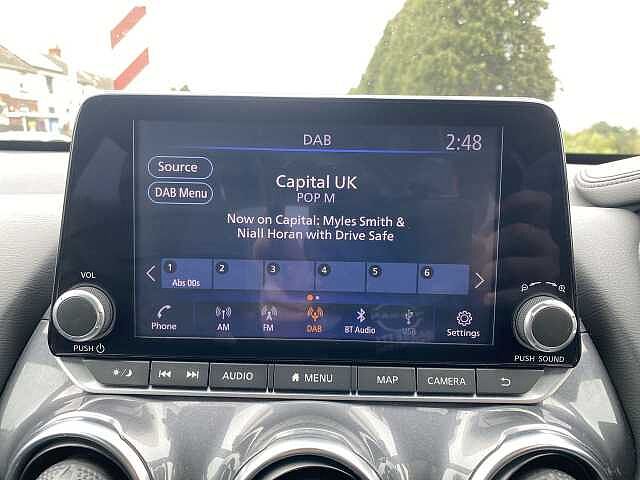 DAB
2:48
Source
DAB Menu
Capital UK
POP M
Now on Capital: Myles Smith &
Niall Horan with Drive Safe
1 2 3 4 5 6
Abs 00s
Phone AM FM DAB BT Audio USB Settings
VOL
PUSH
PUSH SOUND
AUDIO MENU MAP CAMERA